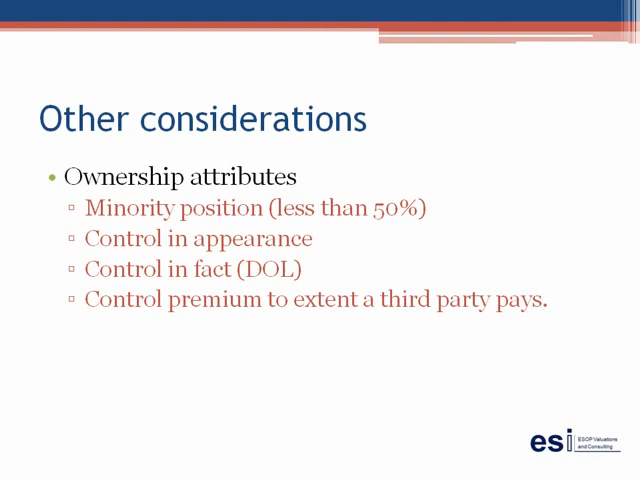 Other considerations
• Ownership attributes
▫ Minority position (less than 50%)
▫ Control in appearance
▫ Control in fact (DOL)
▫ Control premium to extent a third party pays.
esi ESOP Valuations
and Consulting